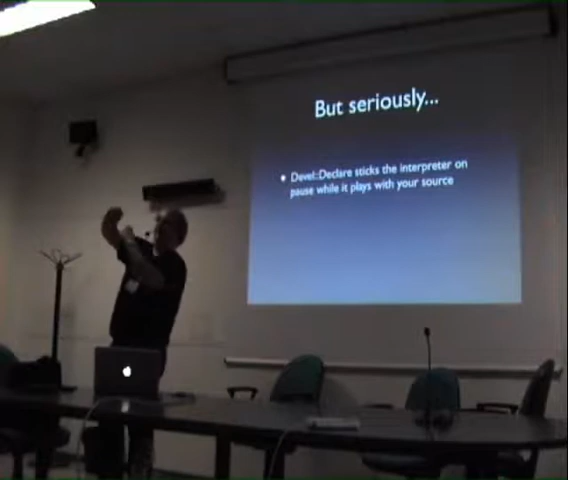 But seriously...
• Devel::Declare sticks the interpreter on
pause while it plays with your source